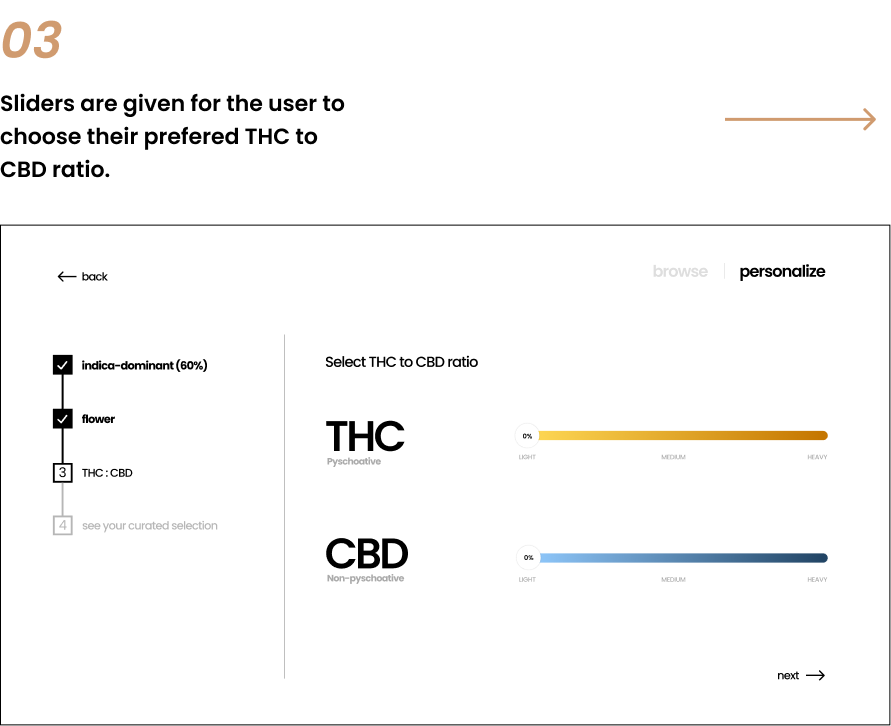 03
Sliders are given for the user to
choose their prefered THC to
CBD ratio.
back
browse
personalize
indica-dominant (60%)
flower
3
THC : CBD
4
see your curated selection
Select THC to CBD ratio
THC
Pyschoative
0%
LIGHT
MEDIUM
HEAVY
CBD
Non-pyschoative
0%
LIGHT
MEDIUM
HEAVY
next